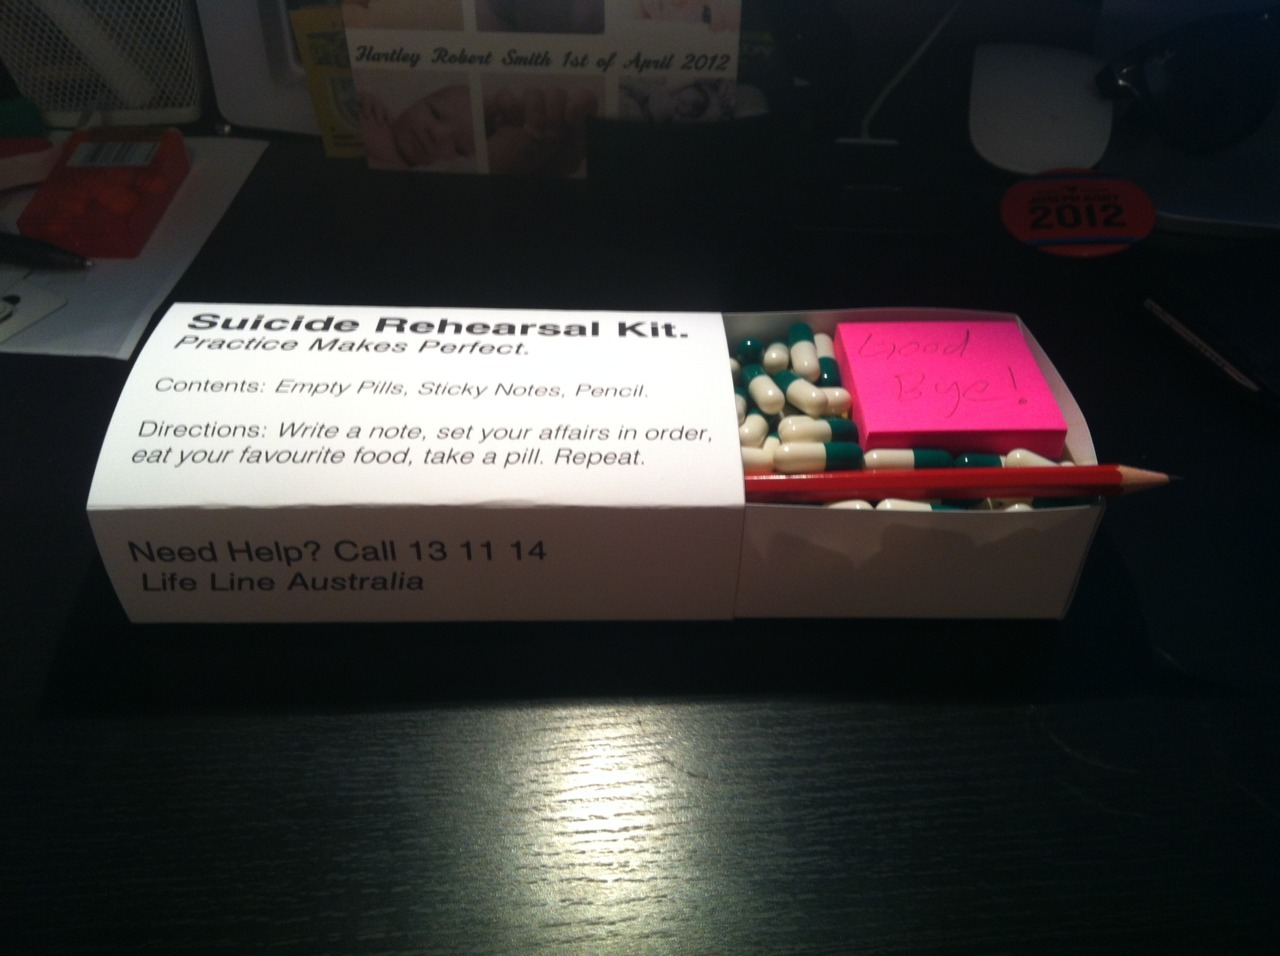 Hartley Robert Smith 1st of April 2012
2012
Suicide Rehearsal Kit.
Practice Makes Perfect.
Contents: Empty Pills, Sticky Notes, Pencil.
Directions: Write a note, set your affairs in order,
eat your favourite food, take a pill. Repeat.
Good
Bye!
Need Help? Call 13 11 14
Life Line Australia